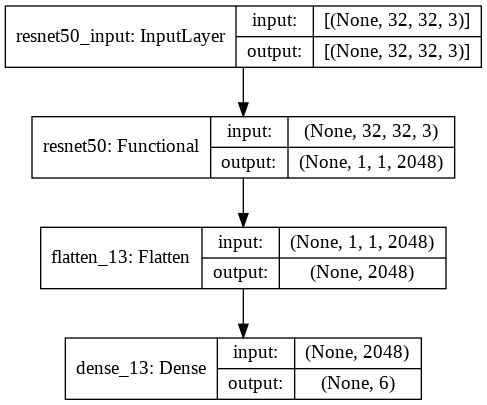 resnet50_input: InputLayer
input:
[(None, 32, 32, 3)]
output:
[(None, 32, 32, 3)]
resnet50: Functional
input:
(None, 32, 32, 3)
output:
(None, 1, 1, 2048)
flatten_13: Flatten
input:
(None, 1, 1, 2048)
output:
(None, 2048)
dense_13: Dense
input:
(None, 2048)
output:
(None, 6)